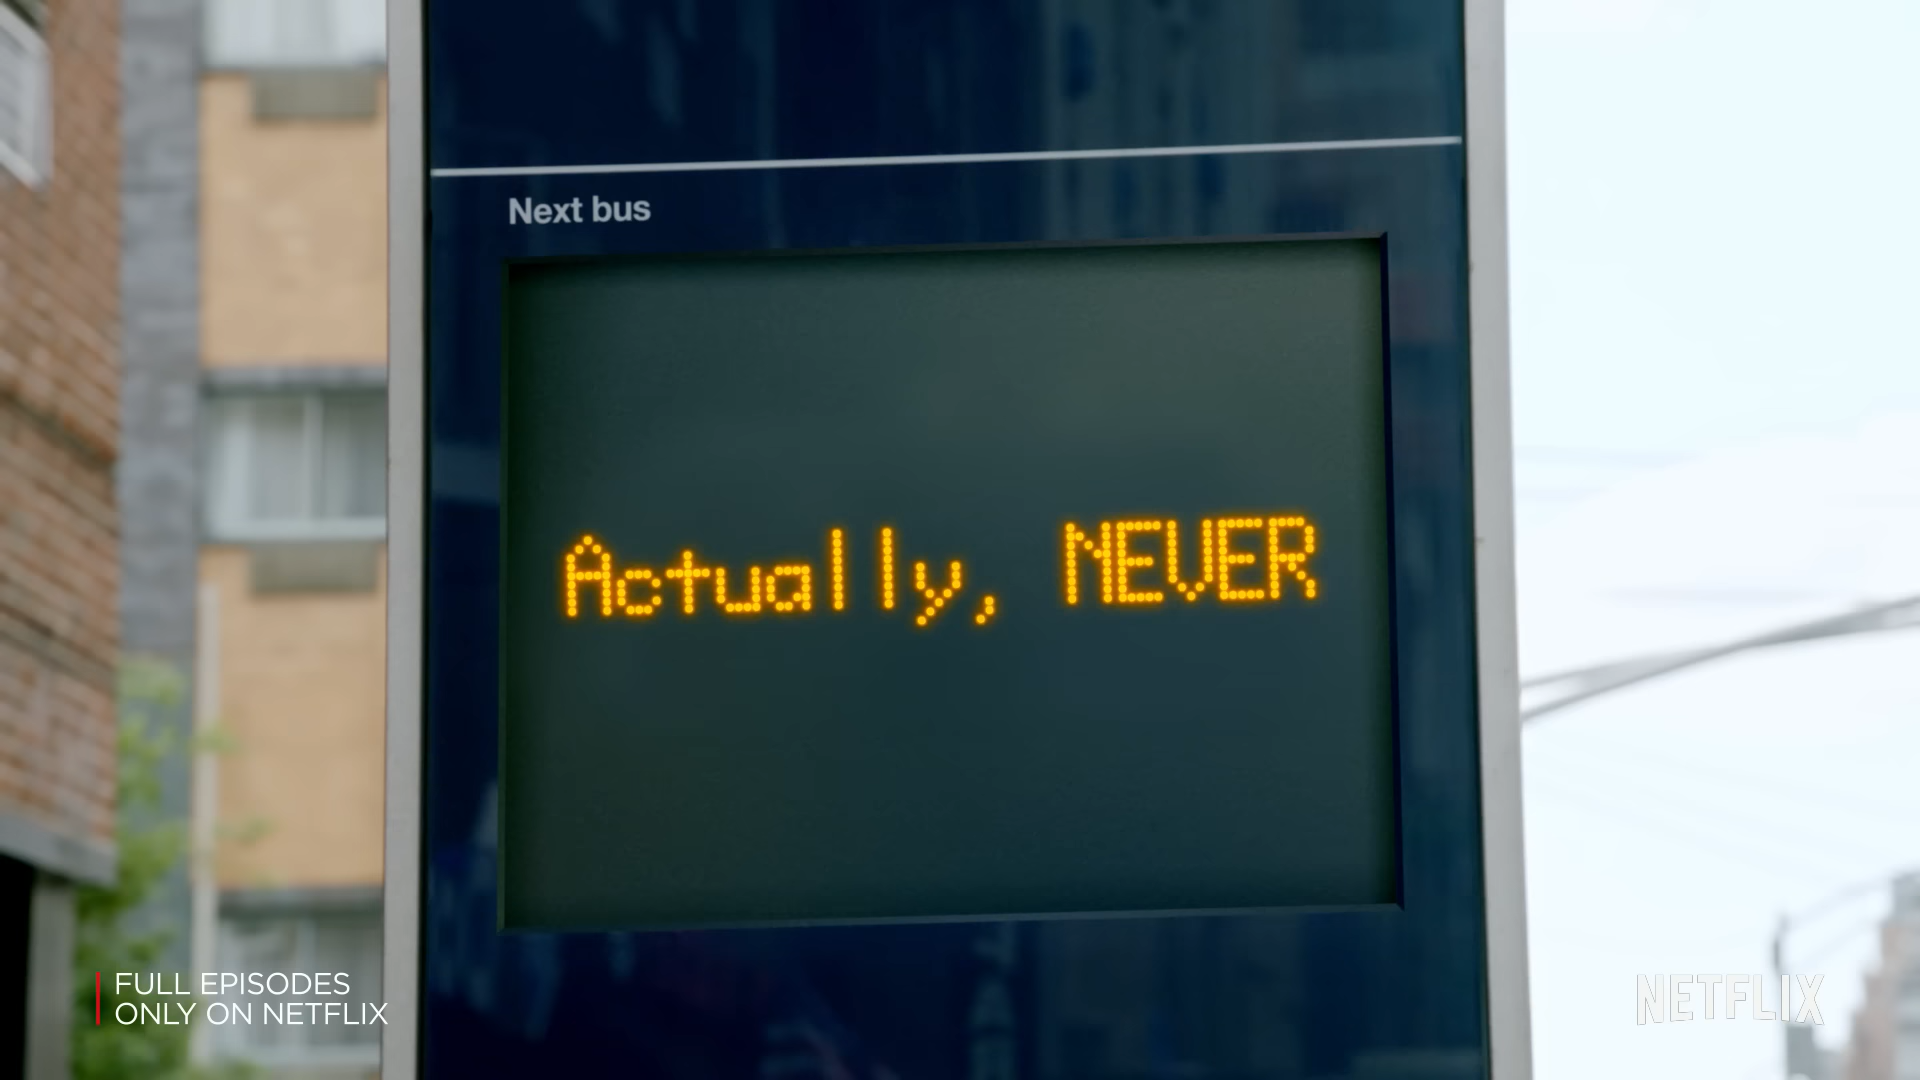 Next bus
Actually, NEVER
FULL EPISODES
ONLY ON NETFLIX
NETFLIX